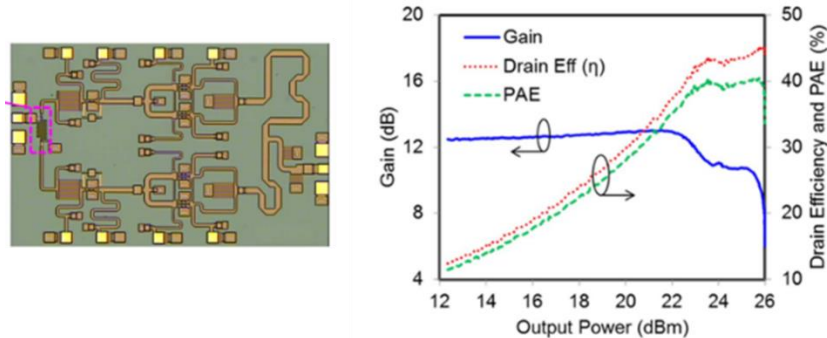 20
16
12
8
4
Gain (dB)
Gain
Drain Eff (η)
PAE
50
40
30
20
10
Drain Efficiency and PAE (%)
12 14 16 18 20 22 24 26
Output Power (dBm)